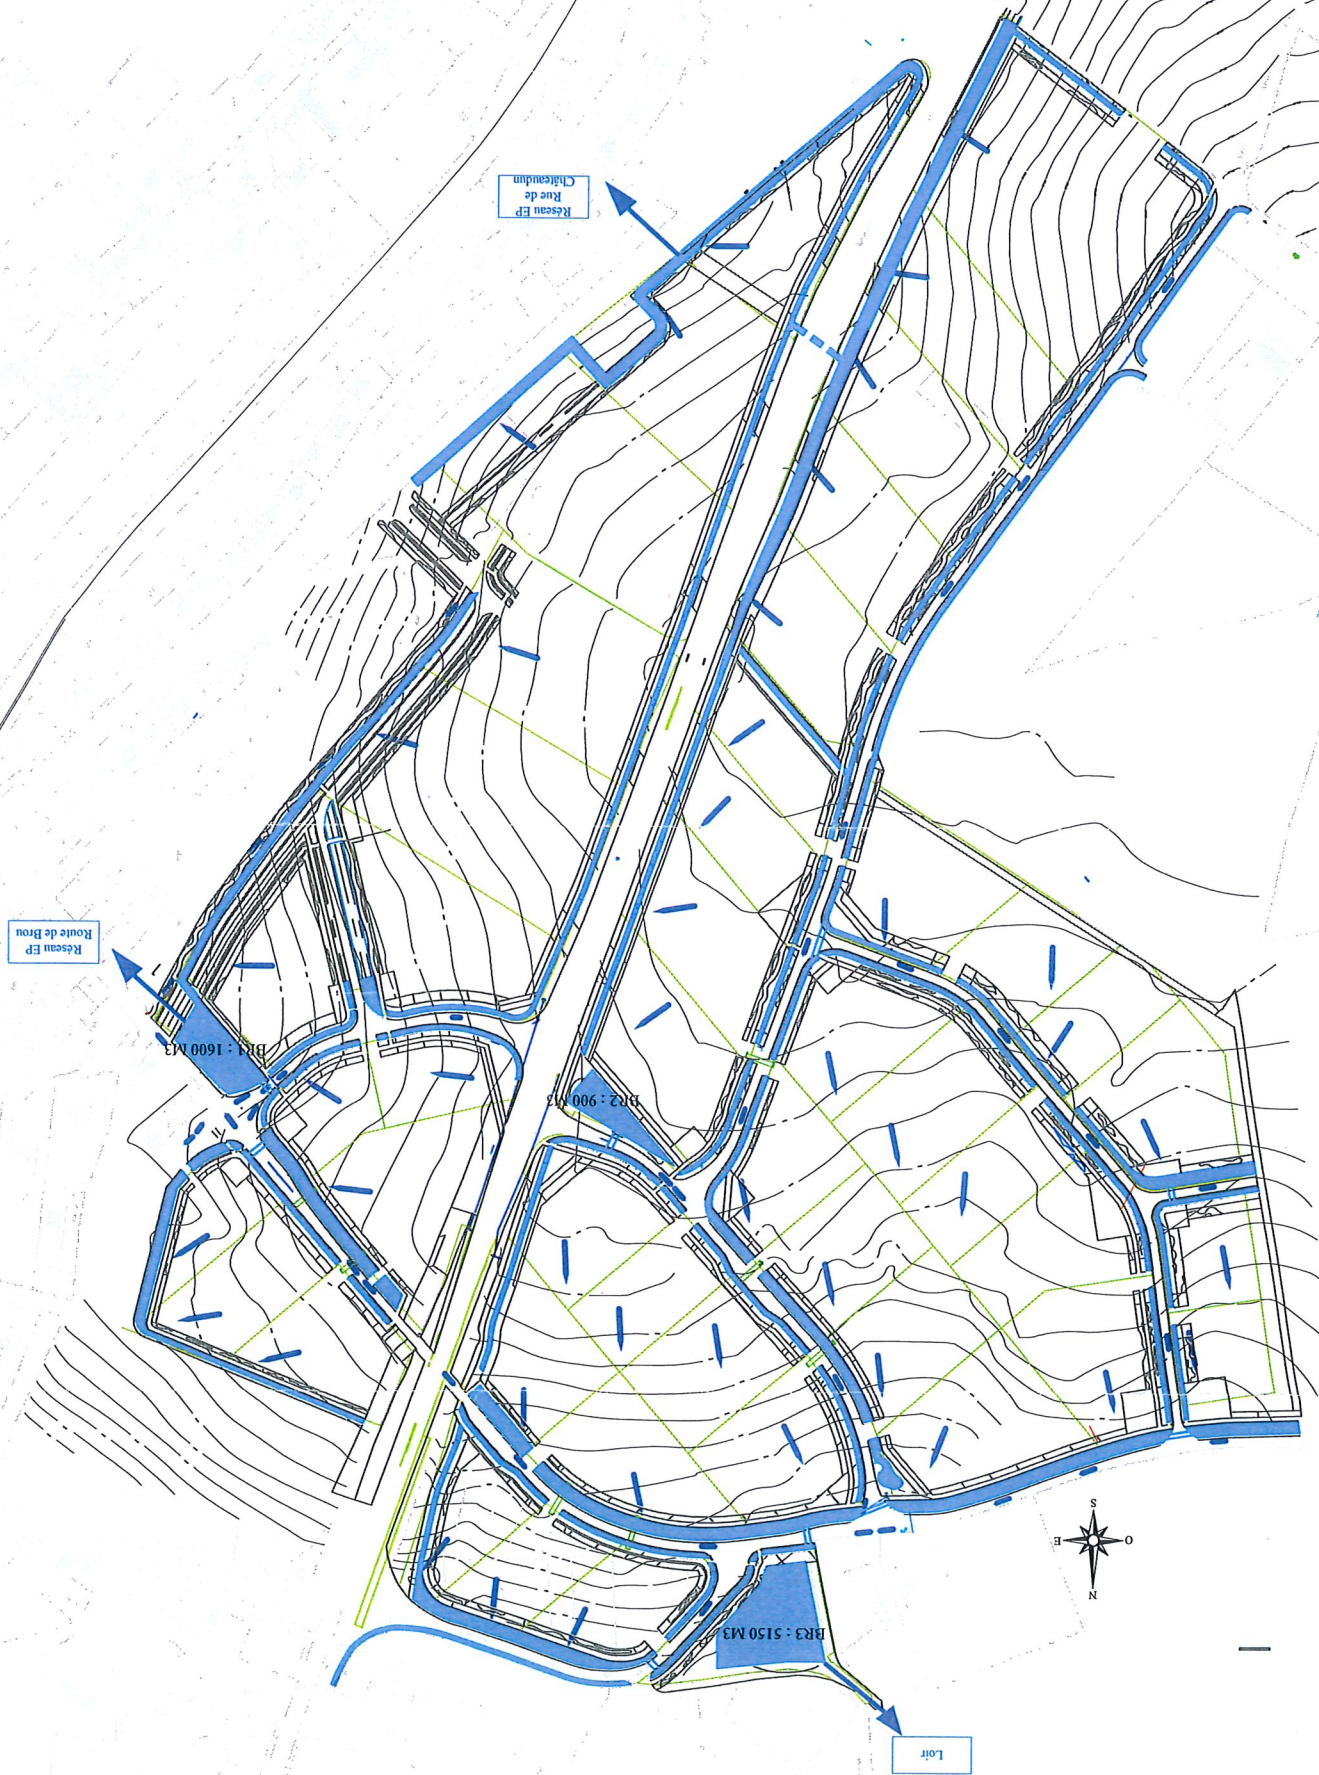 Loir
BR3 : 5150 M3
N
O
E
S
BR2 : 900 M3
BR1 : 1600 M3
Réseau EP
Route de Brou
Réseau EP
Rue de
Châteaudun